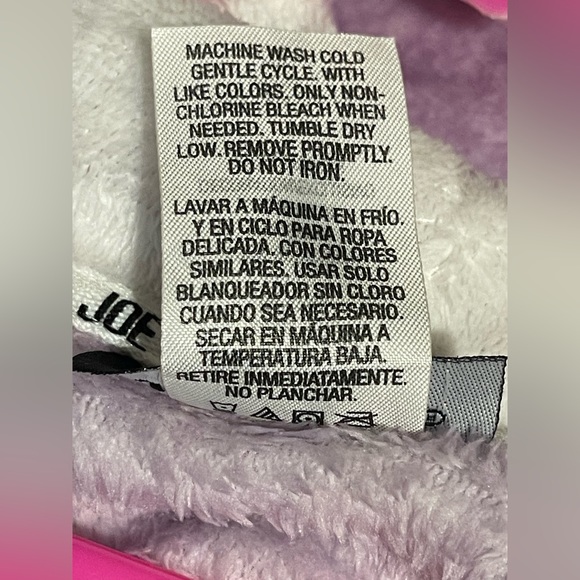 MACHINE WASH COLD
GENTLE CYCLE. WITH
LIKE COLORS. ONLY NON-
CHLORINE BLEACH WHEN
NEEDED. TUMBLE DRY
LOW. REMOVE PROMPTLY.
DO NOT IRON.
LAVAR A MÁQUINA EN FRÍO.
Y EN CICLO PARA ROPA
DELICADA. CON COLORES
SIMILARES. USAR SOLO
BLANQUEADOR SIN CLORO
CUANDO SEA NECESARIO.
SECAR EN MÁQUINA A
TEMPERATURA BAJA.
RETIRE INMEDIATAMENTE.
NO PLANCHAR.
JOE